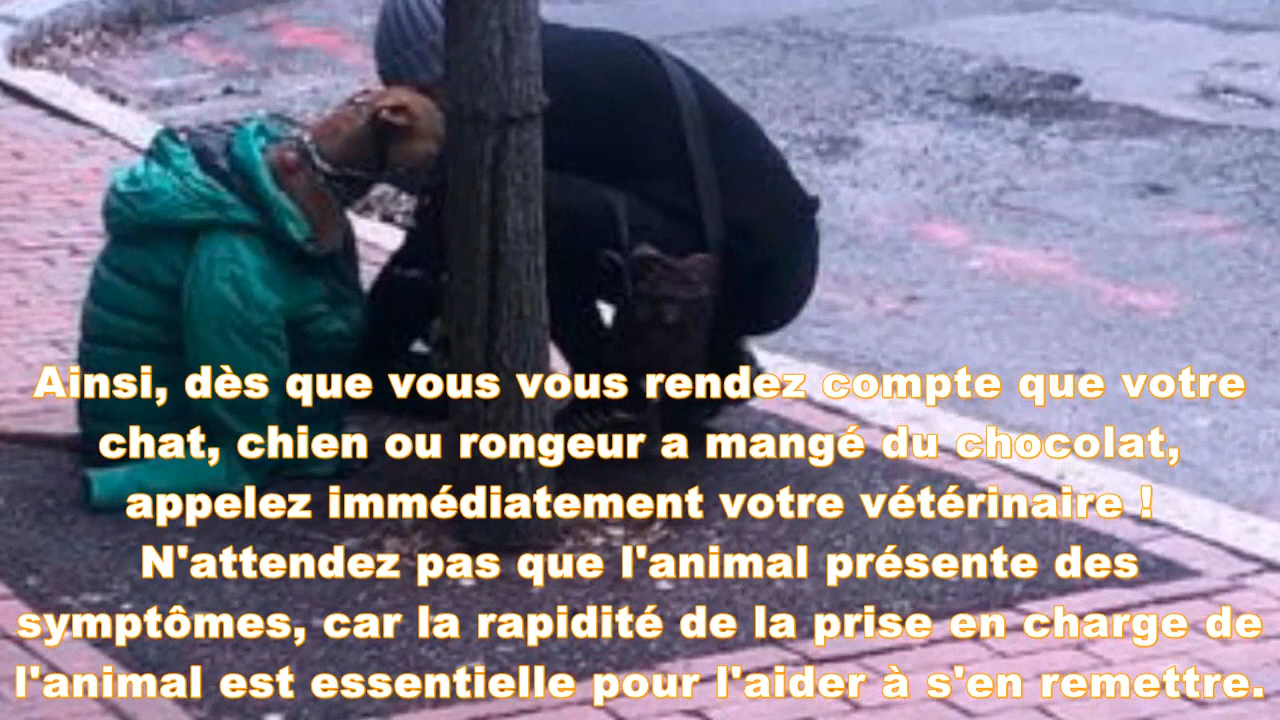 Ainsi, dès que vous vous rendez compte que votre
chat, chien ou rongeur a mangé du chocolat,
appelez immédiatement votre vétérinaire !
N'attendez pas que l'animal présente des
symptômes, car la rapidité de la prise en charge de
l'animal est essentielle pour l'aider à s'en remettre.